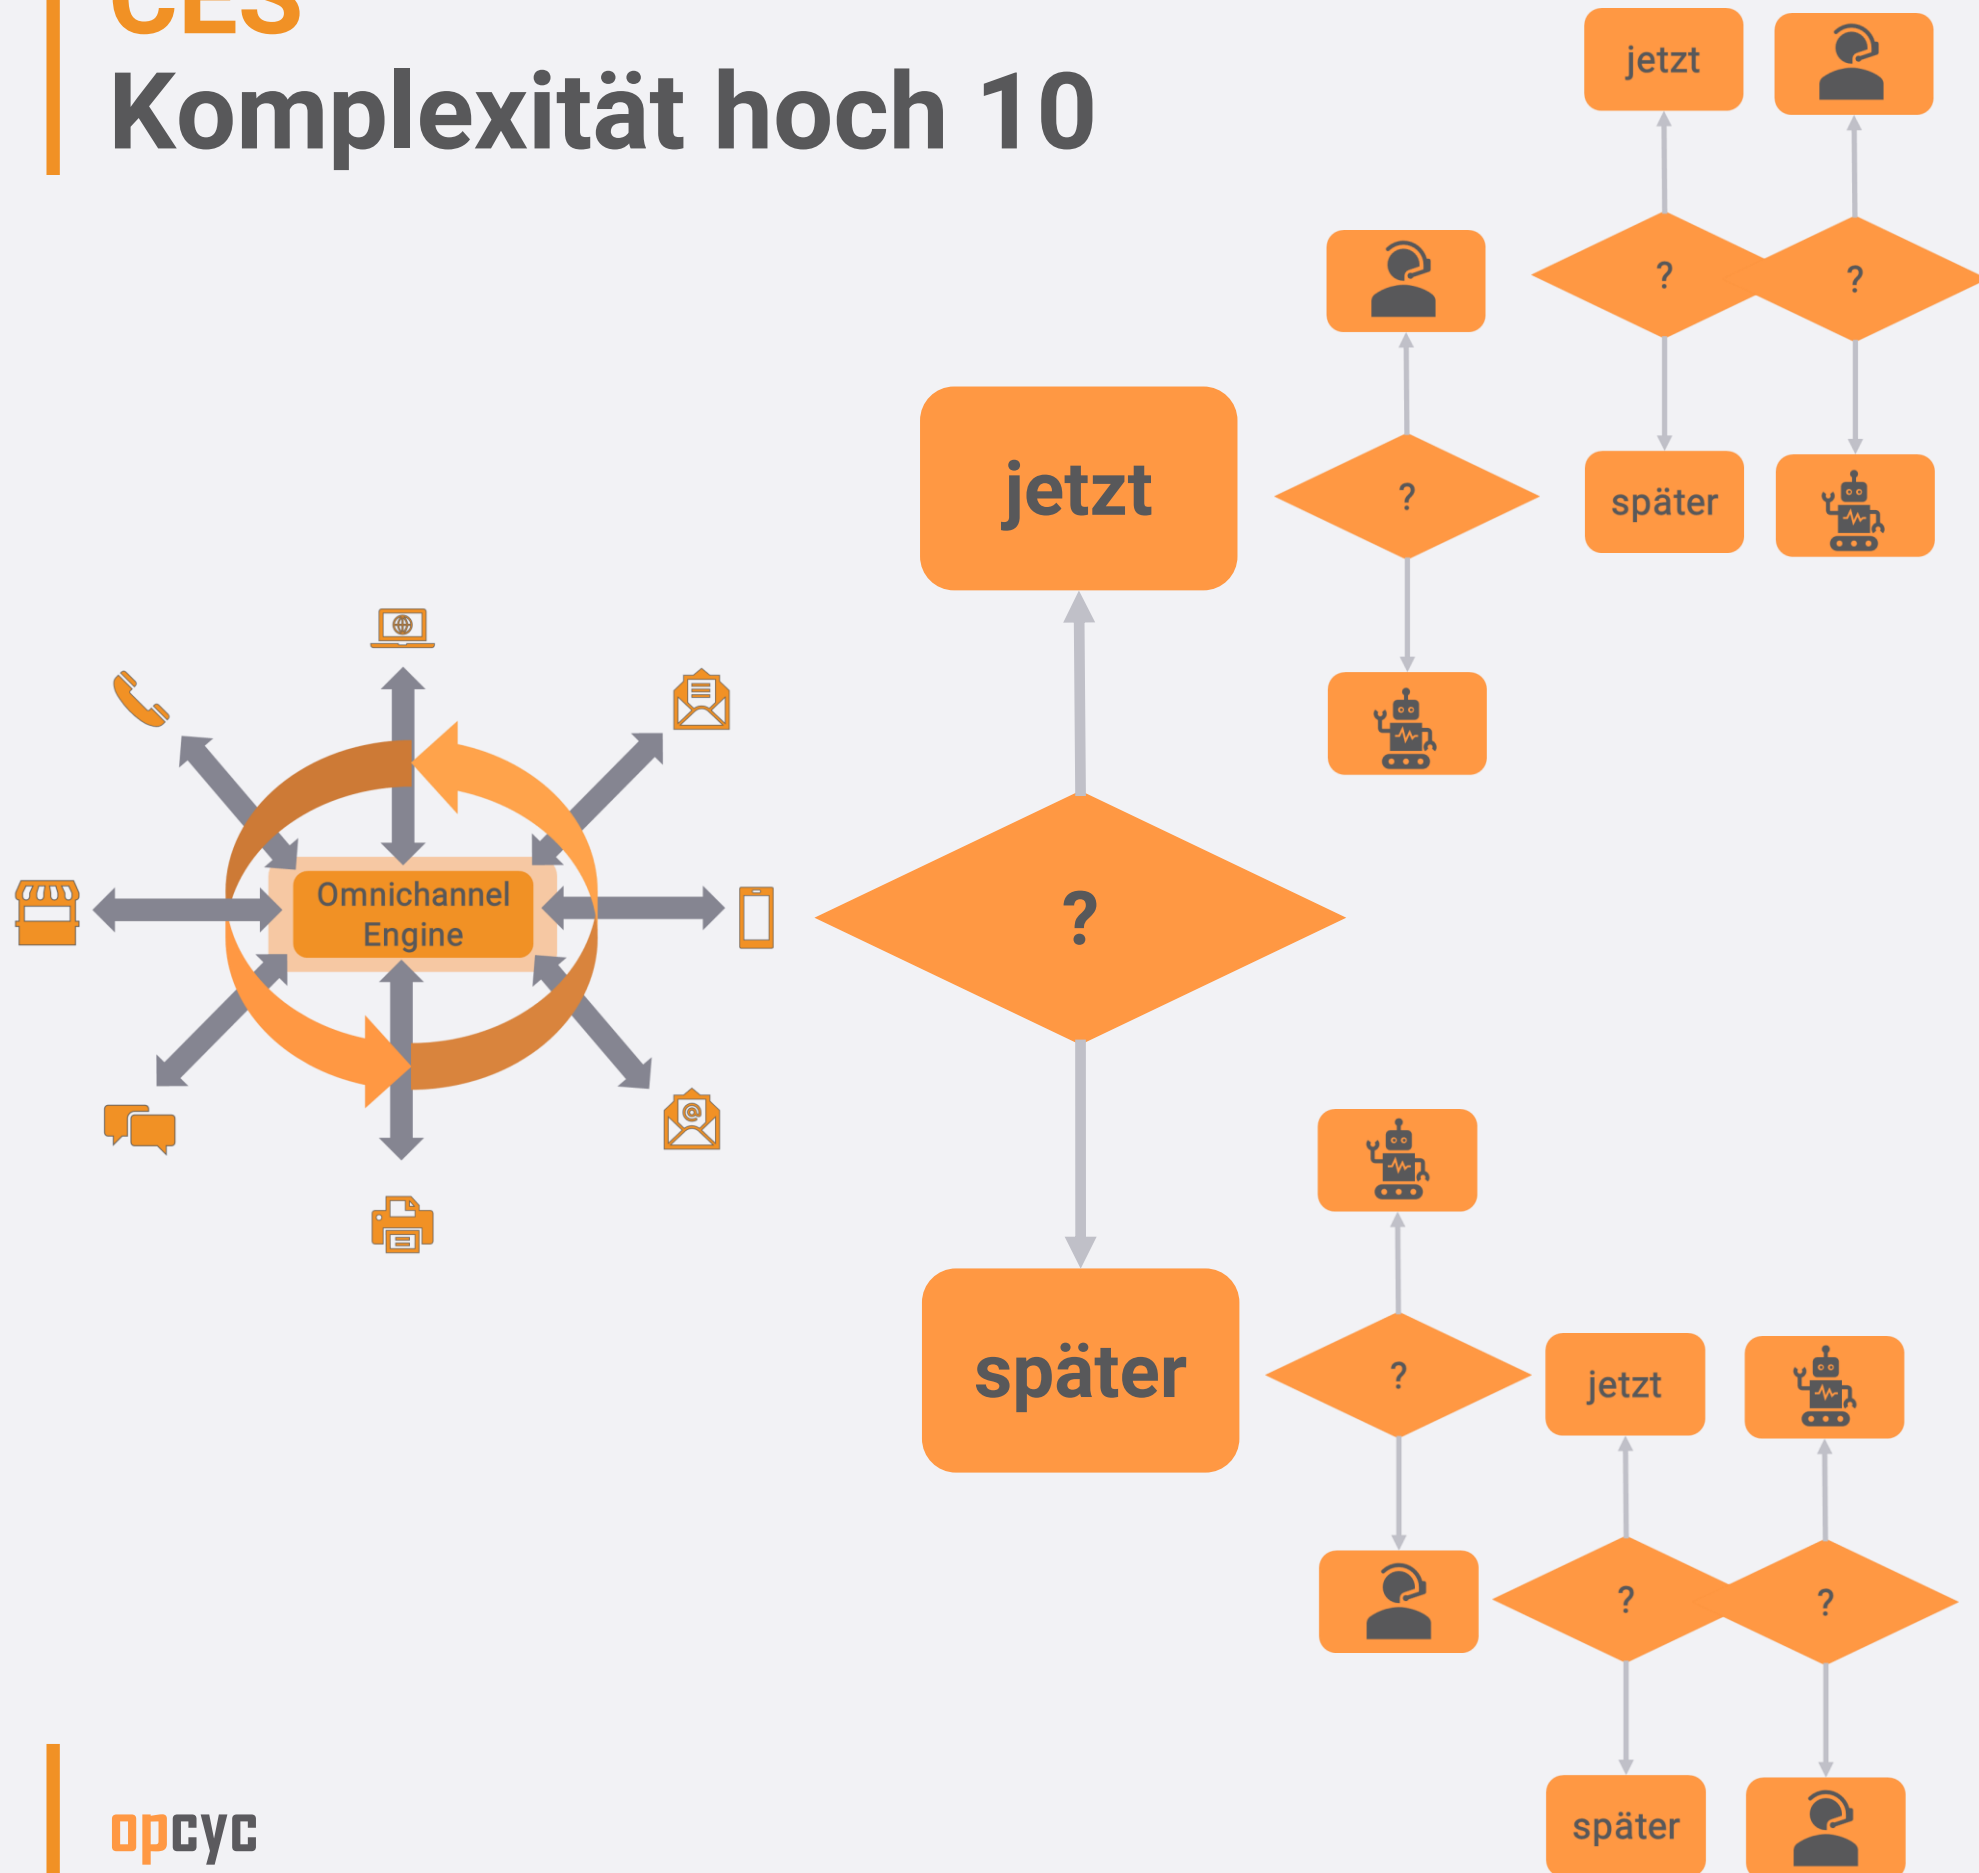 CES
Komplexität hoch 10
jetzt
?
?
?
jetzt
später
Omnichannel
Engine
?
später
?
jetzt
?
?
später
opcyc